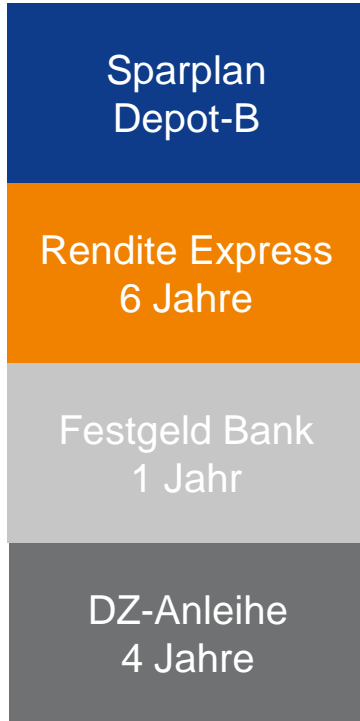 Sparplan
Depot-B
Rendite Express
6 Jahre
Festgeld Bank
1 Jahr
DZ-Anleihe
4 Jahre